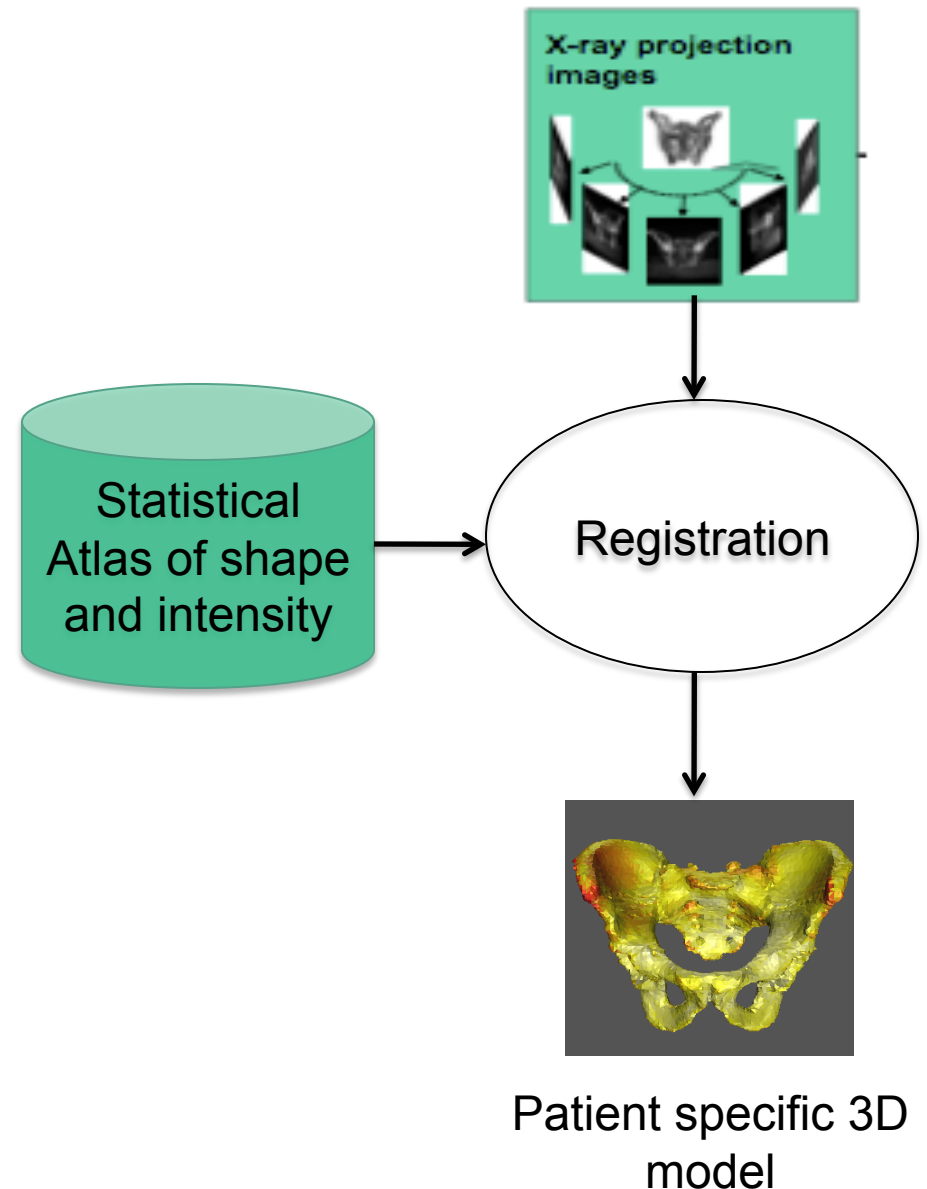 X-ray projection
images
Statistical
Atlas of shape
and intensity
Registration
Patient specific 3D
model